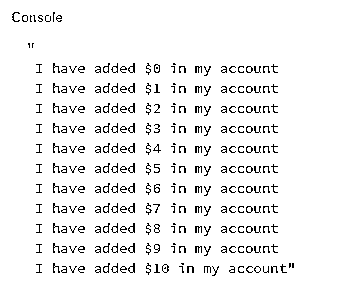 Console
"
I have added $0 in my account
I have added $1 in my account
I have added $2 in my account
I have added $3 in my account
I have added $4 in my account
I have added $5 in my account
I have added $6 in my account
I have added $7 in my account
I have added $8 in my account
I have added $9 in my account
I have added $10 in my account"